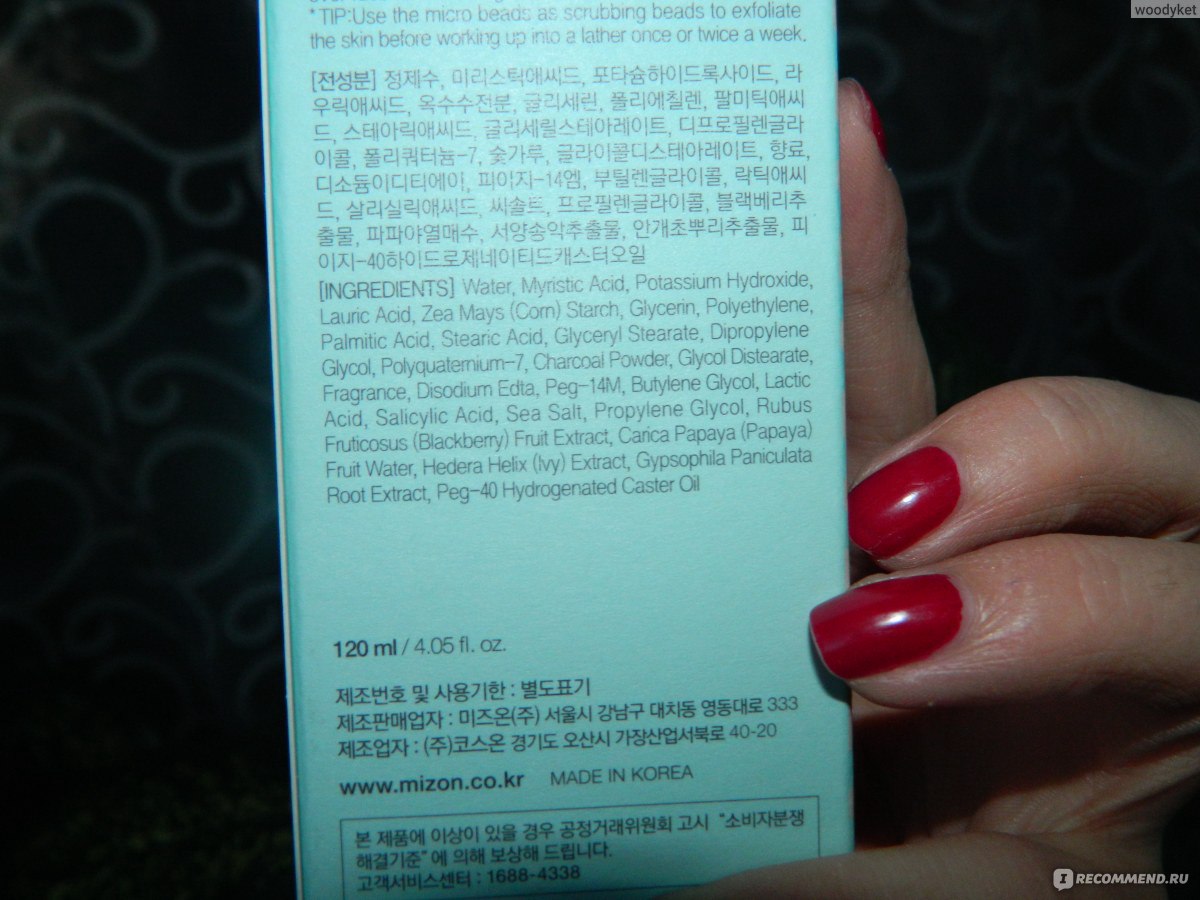 woodyket
*TIP:Use the micro beads as scrubbing beads to exfoliate
the skin before working up into a lather once or twice a week.
[전성분] 정제수, 미리스틱애씨드, 포타슘하이드록사이드, 라
우릭애씨드, 옥수수전분, 글리세린, 폴리에칠렌, 팔미틱애씨
드, 스테아릭애씨드, 글리세릴스테아레이트, 디프로필렌글라
이콜, 폴리쿼터늄-7, 숯가루, 글라이콜디스테아레이트, 향료,
디소듐이디티에이, 피이지-14엠, 부틸렌글라이콜, 락틱애씨
드, 살리실릭애씨드, 씨솔트, 프로필렌글라이콜, 블랙베리추
출물, 파파야열매수, 서양송악추출물, 안개초뿌리추출물, 피
이지-40하이드로제네이티드캐스터오일
[INGREDIENTS] Water, Myristic Acid, Potassium Hydroxide,
Lauric Acid, Zea Mays (Corn) Starch, Glycerin, Polyethylene,
Palmitic Acid, Stearic Acid, Glyceryl Stearate, Dipropylene
Glycol, Polyquaternium-7, Charcoal Powder, Glycol Distearate,
Fragrance, Disodium Edta, Peg-14M, Butylene Glycol, Lactic
Acid, Salicylic Acid, Sea Salt, Propylene Glycol, Rubus
Fruticosus (Blackberry) Fruit Extract, Carica Papaya (Papaya)
Fruit Water, Hedera Helix (Ivy) Extract, Gypsophila Paniculata
Root Extract, Peg-40 Hydrogenated Caster Oil
120 ml / 4.05 fl. oz.
제조번호 및 사용기한 : 별도표기
제조판매업자 : 미즈온(주) 서울시 강남구 대치동 영동대로 333
제조업자 : (주)코스온 경기도 오산시 가장산업서북로 40-20
www.mizon.co.kr MADE IN KOREA
본 제품에 이상이 있을 경우 공정거래위원회 고시 "소비자분쟁
해결기준"에 의해 보상해 드립니다.
고객서비스센터 : 1688-4338
IRECOMMEND.RU